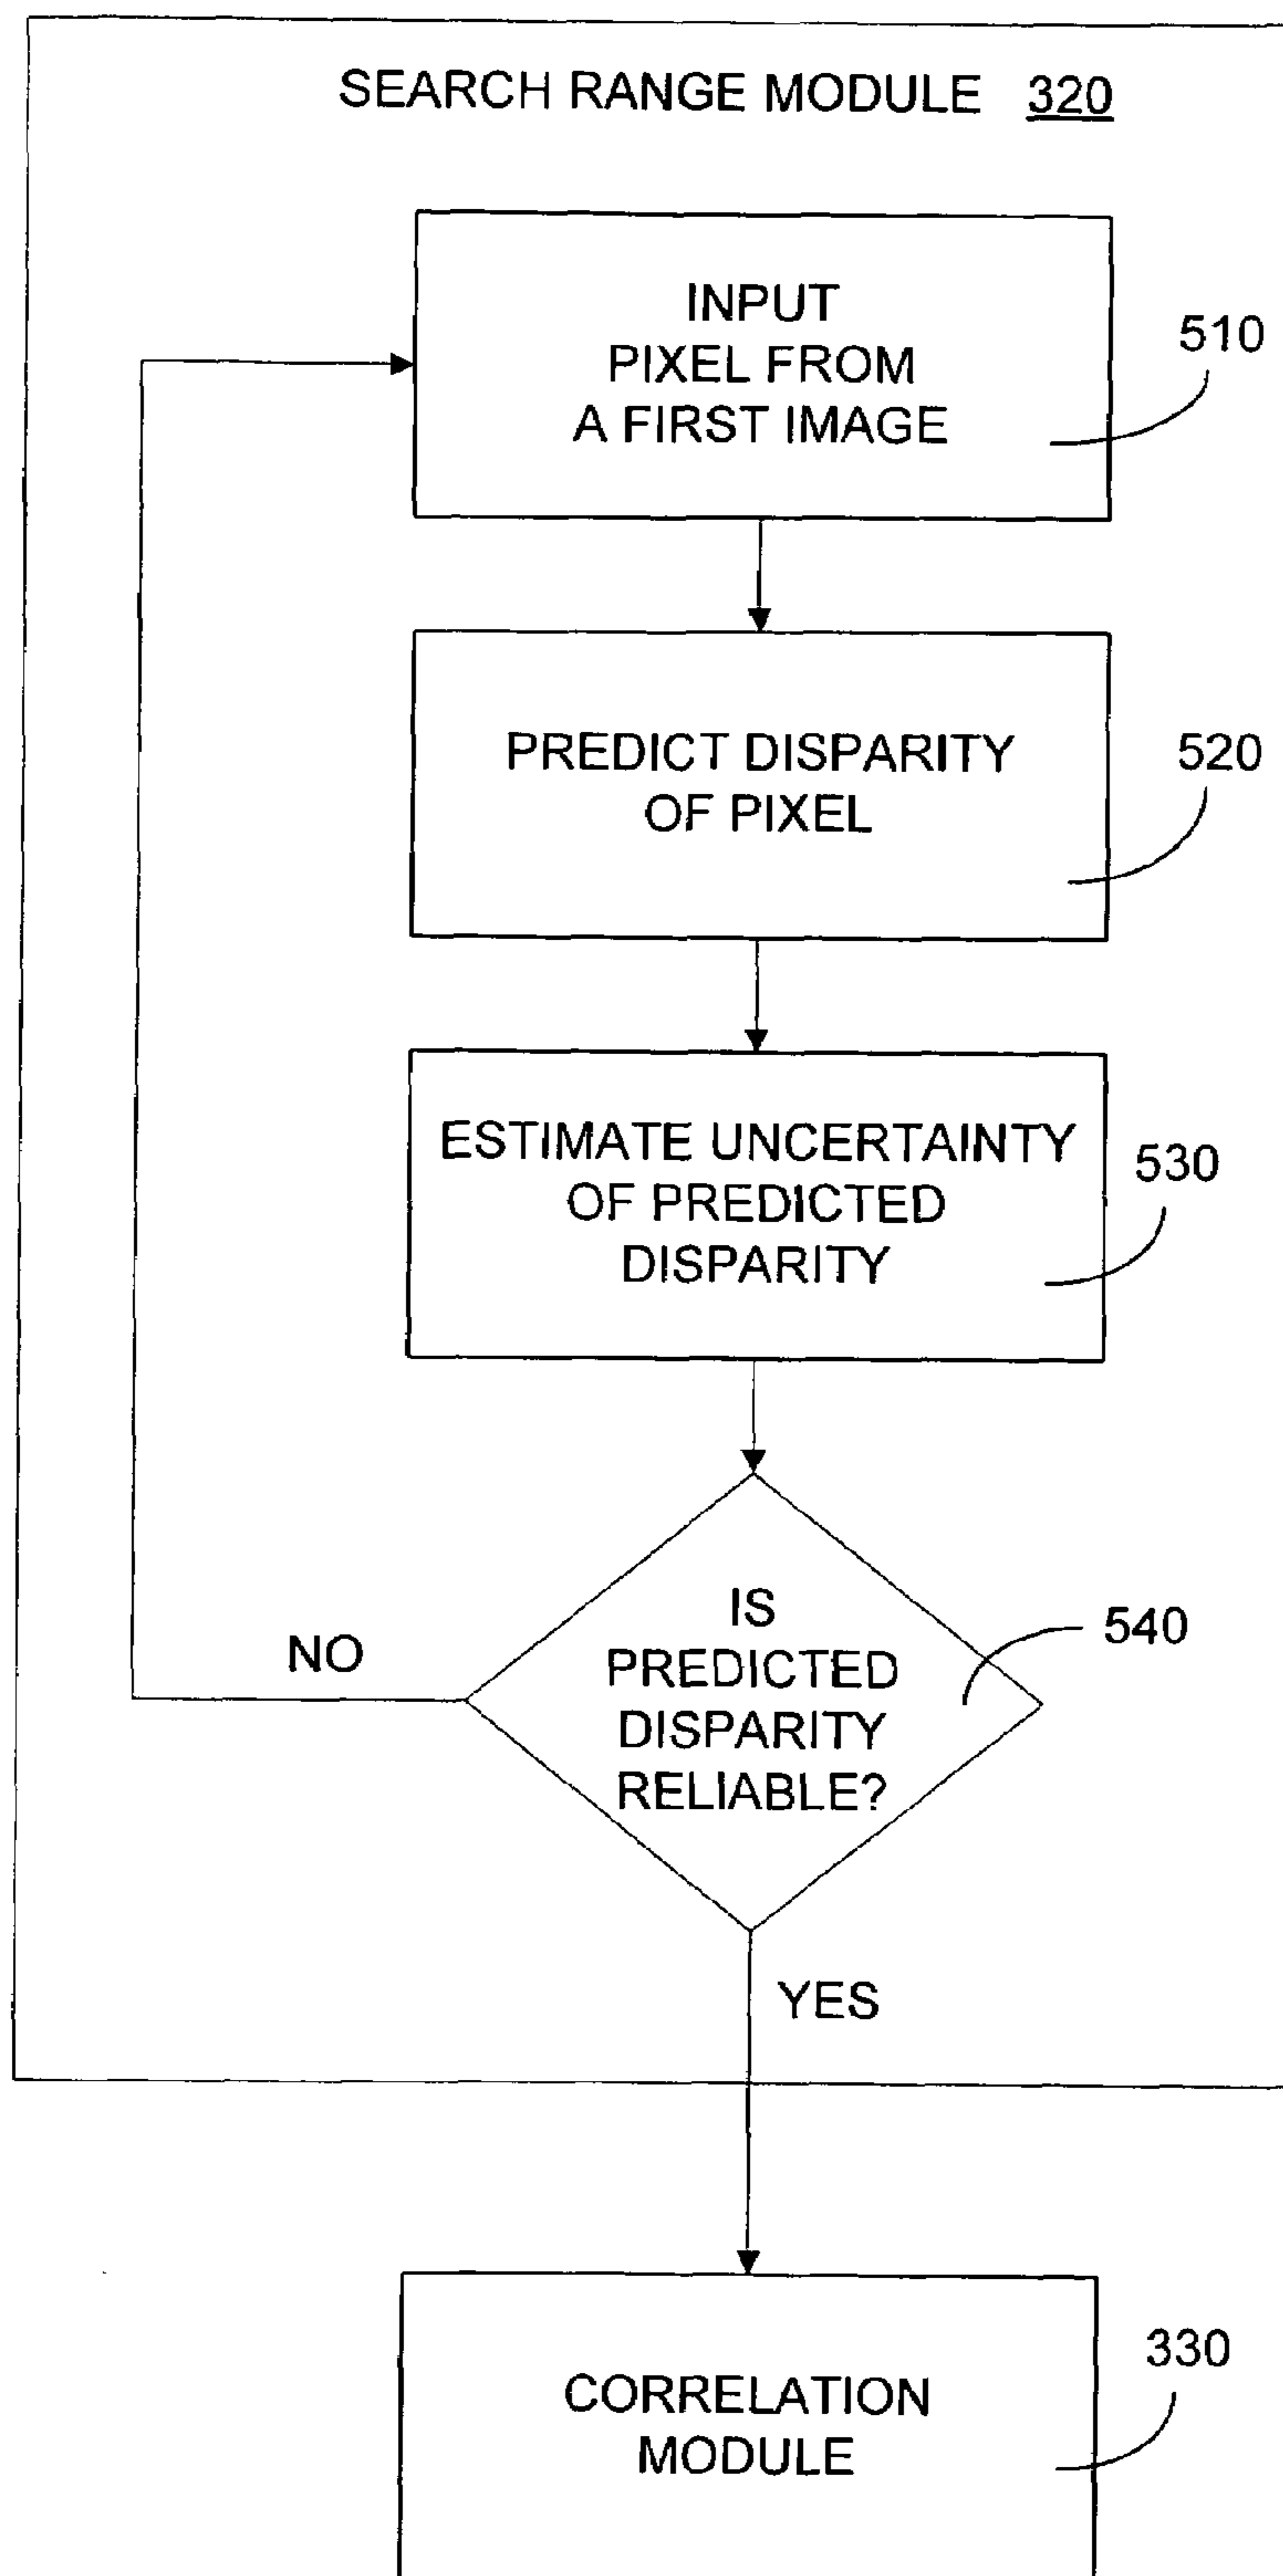 SEARCH RANGE MODULE 320
INPUT
PIXEL FROM
A FIRST IMAGE
510
PREDICT DISPARITY
OF PIXEL
520
ESTIMATE UNCERTAINTY
OF PREDICTED
DISPARITY
530
IS
PREDICTED
DISPARITY
RELIABLE?
540
NO
YES
CORRELATION
MODULE
330